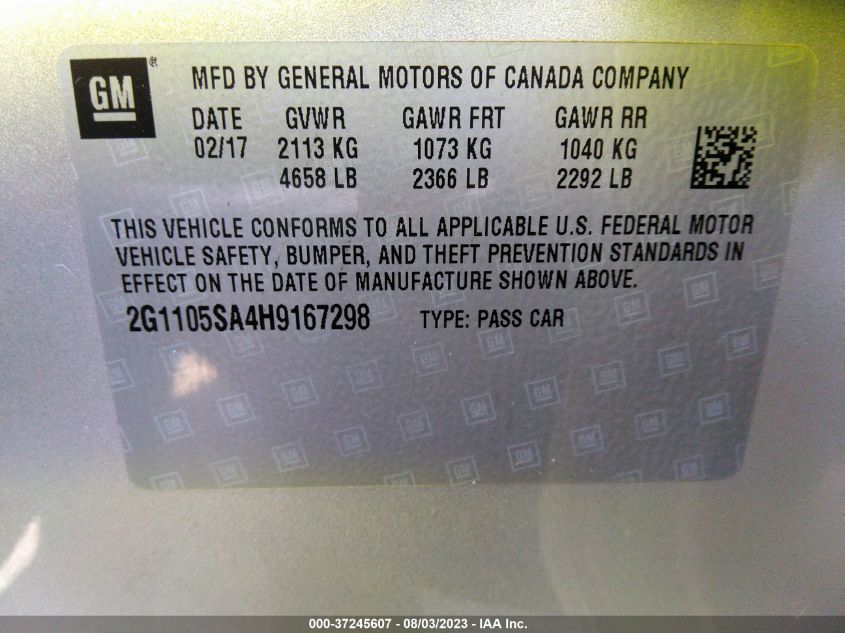 GM ®
MFD BY GENERAL MOTORS OF CANADA COMPANY
DATE GVWR GAWR FRT GAWR RR
02/17 2113 KG 1073 KG 1040 KG
4658 LB 2366 LB 2292 LB
THIS VEHICLE CONFORMS TO ALL APPLICABLE U.S. FEDERAL MOTOR
VEHICLE SAFETY, BUMPER, AND THEFT PREVENTION STANDARDS IN
EFFECT ON THE DATE OF MANUFACTURE SHOWN ABOVE.
2G1105SA4H9167298 TYPE: PASS CAR
000-37245607 - 08/03/2023 - IAA Inc.